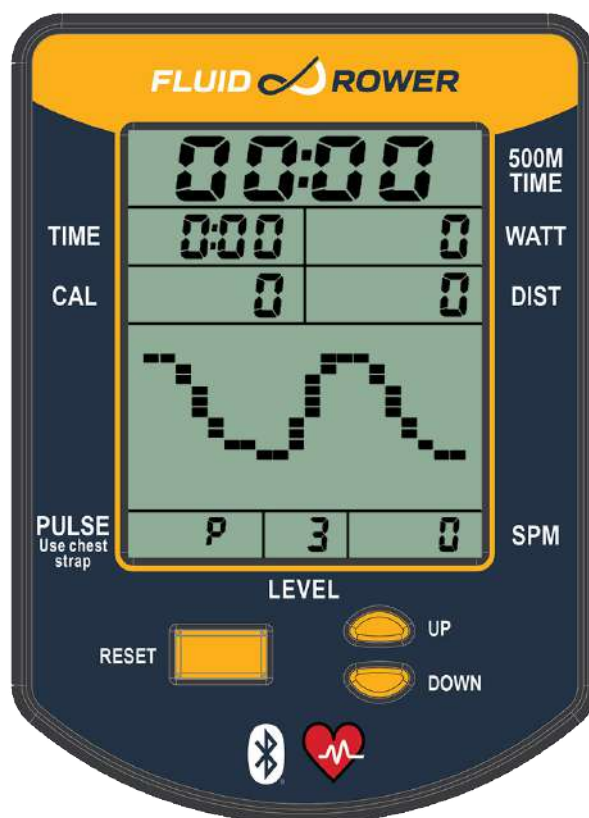 FLUID ROWER
00:00
500M
TIME
TIME
0:00
0
WATT
CAL
0
0
DIST
PULSE
Use chest
strap
P
3
0
SPM
LEVEL
RESET
UP
DOWN